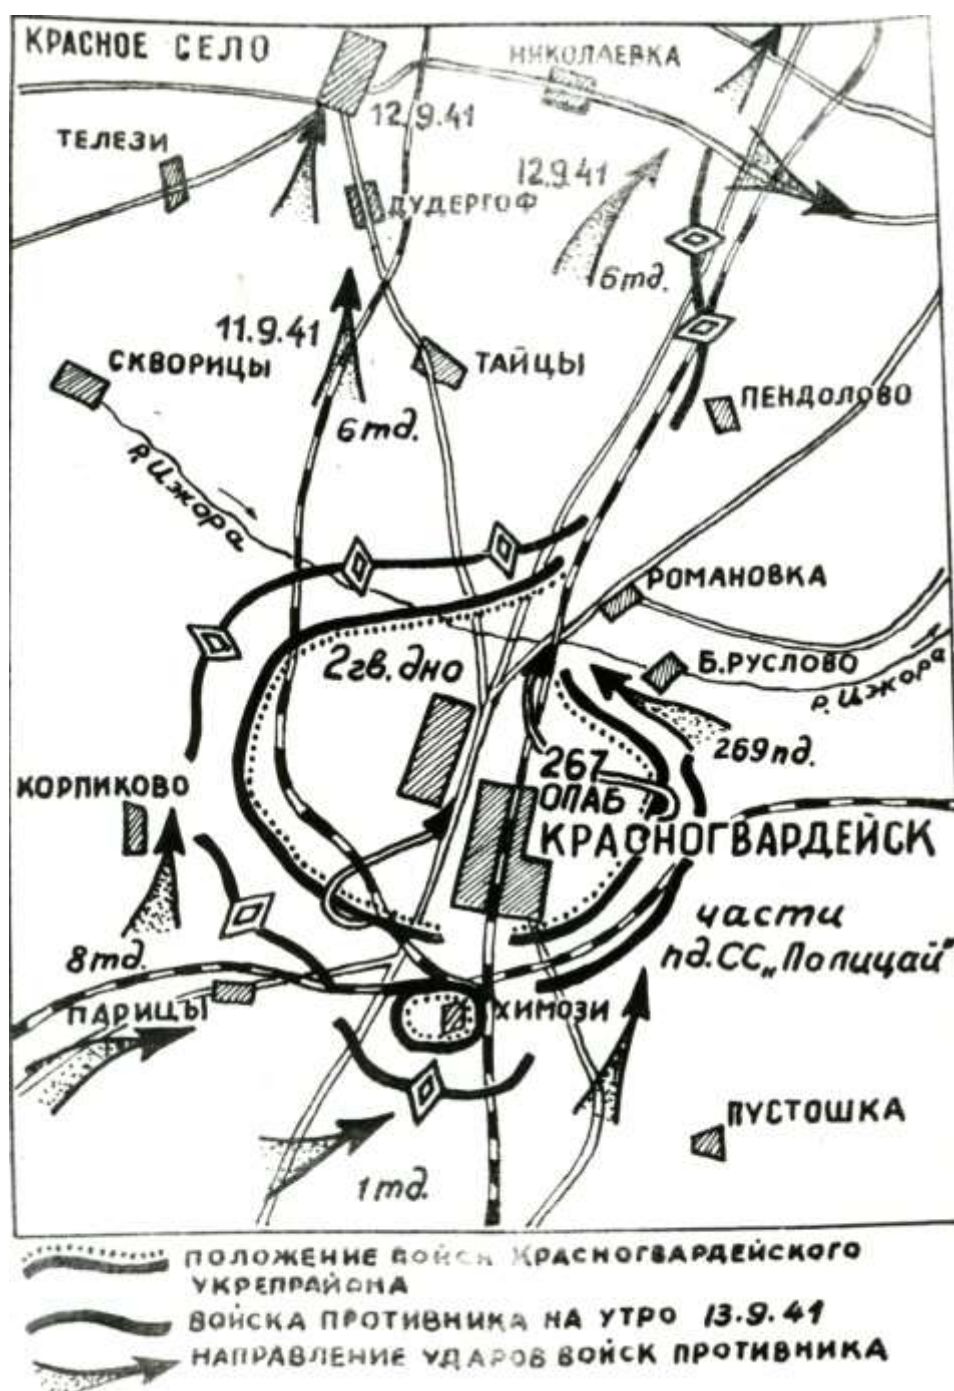 КРАСНОЕ СЕЛО
НИКОЛАЕВКА
12.9.41
ТЕЛЕЗИ
12.9.41
ДУДЕРГОФ
6тд.
11.9.41
СКВОРИЦЫ
ТАЙЦЫ
ПЕНДОЛОВО
6тд.
Р. Ижора
РОМАНОВКА
2гв. дно
Б.РУСЛОВО
Р. Ижора
269пд.
267
ОПАБ
КОРПИКОВО
КРАСНОГВАРДЕЙСК
части
пд. СС „Полицай"
8тд.
ПАРИЦЫ
ХИМОЗИ
ПУСТОШКА
1тд.
ПОЛОЖЕНИЕ ВОЙСК КРАСНОГВАРДЕЙСКОГО
УКРЕПРАЙОНА
ВОЙСКА ПРОТИВНИКА НА УТРО 13.9.41
НАПРАВЛЕНИЕ УДАРОВ ВОЙСК ПРОТИВНИКА